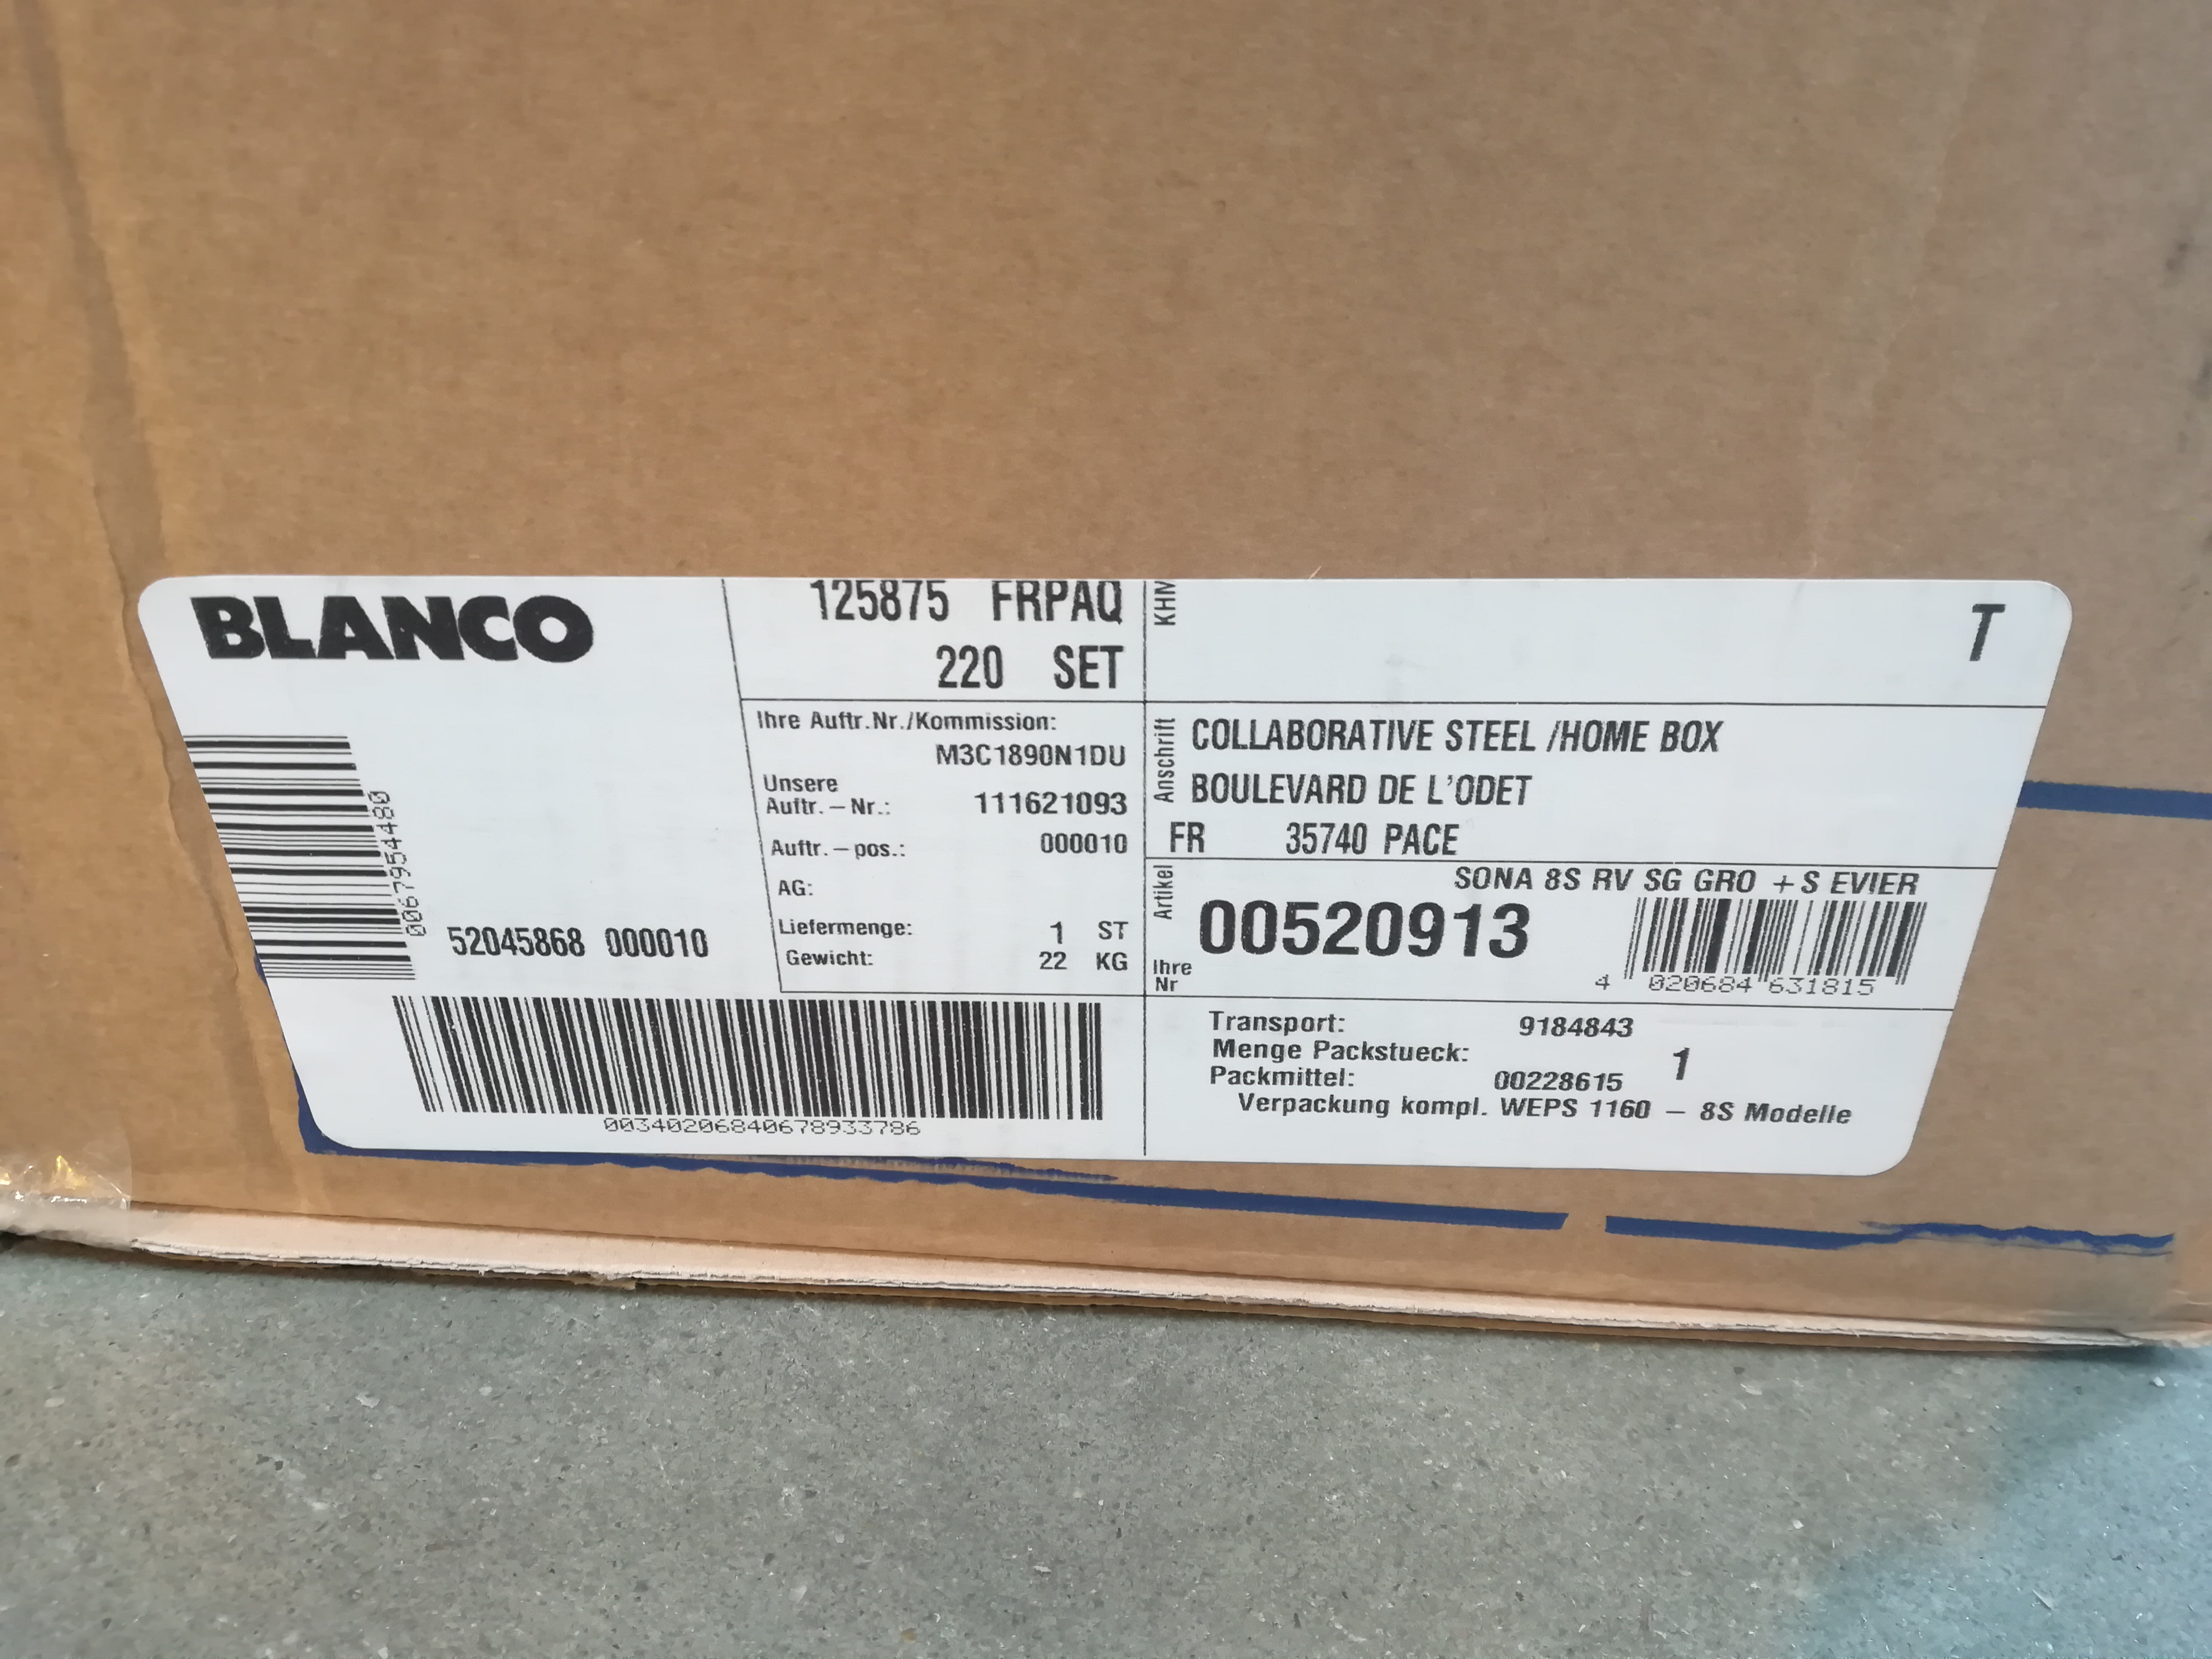 BLANCO
125875 FRPAQ
220 SET
KHN
T
Ihre Auftr.Nr./Kommission:
M3C1890N1DU
Unsere
Auftr.-Nr.: 111621093
Auftr.-pos.: 000010
AG:
Liefermenge: 1 ST
Gewicht: 22 KG
006795448​0
52045868 000010
00340206840678933786
Anschrift
COLLABORATIVE STEEL /HOME BOX
BOULEVARD DE L'ODET
FR 35740 PACE
Artikel
SONA 8S RV SG GRO +S EVIER
00520913
4 020684 631815
Ihre
Nr
Transport: 9184843
Menge Packstueck: 1
Packmittel: 00228615
Verpackung kompl. WEPS 1160 - 8S Modelle